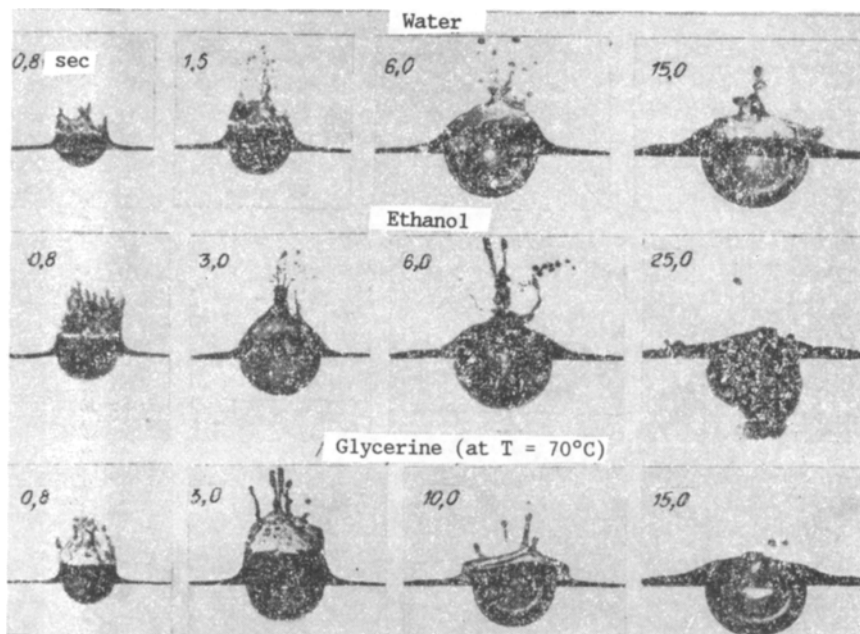 Water
0,8 sec
1,5
6,0
15,0
Ethanol
0,8
3,0
6,0
25,0
Glycerine (at T = 70°C)
0,8
5,0
10,0
15,0